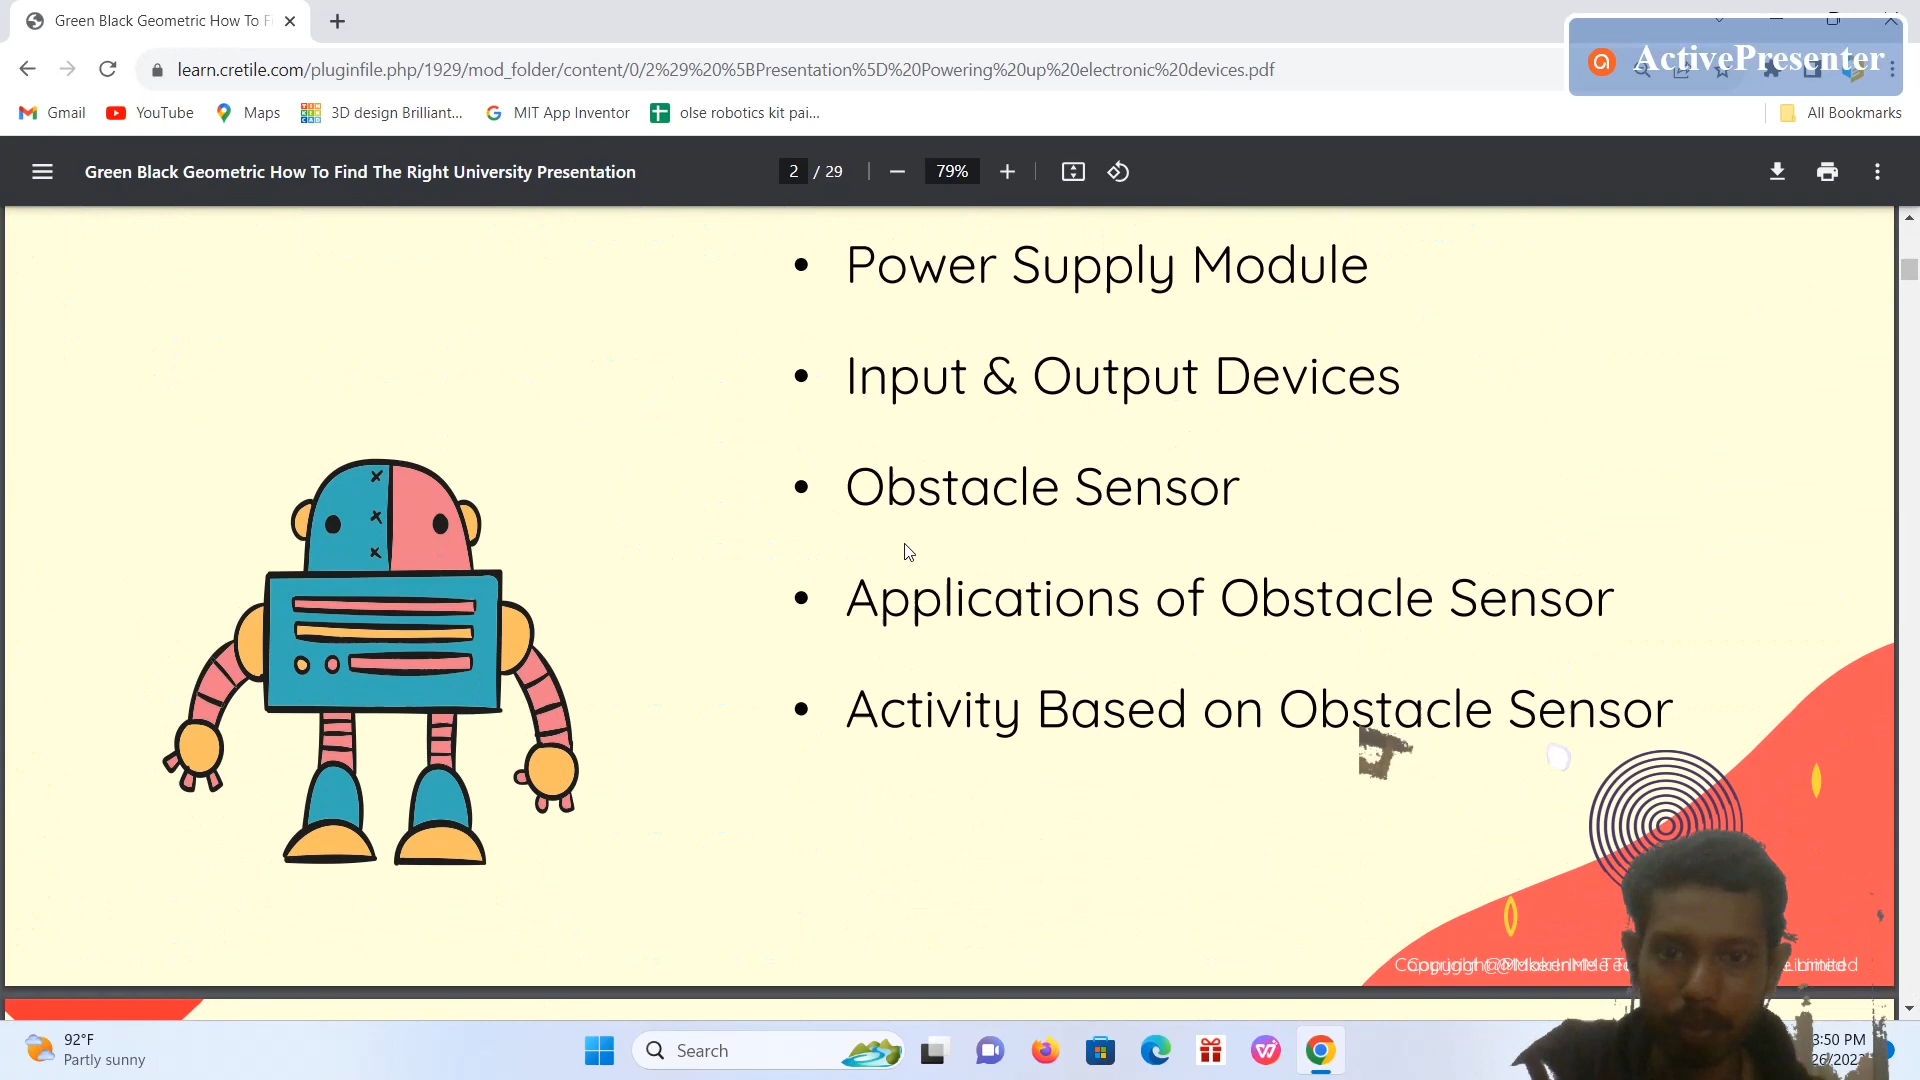 Green Black Geometric How To Fi
ActivePresenter
learn.cretile.com/pluginfile.php/1929/mod_folder/content/0/2%29%20%5BPresentation%5D%20Powering%20up%20electronic%20devices.pdf
Gmail
YouTube
Maps
3D design Brilliant...
MIT App Inventor
olse robotics kit pai...
All Bookmarks
Green Black Geometric How To Find The Right University Presentation
2 / 29
79%
• Power Supply Module
• Input & Output Devices
• Obstacle Sensor
• Applications of Obstacle Sensor
• Activity Based on Obstacle Sensor
92°F
Partly sunny
Search
3:50 PM